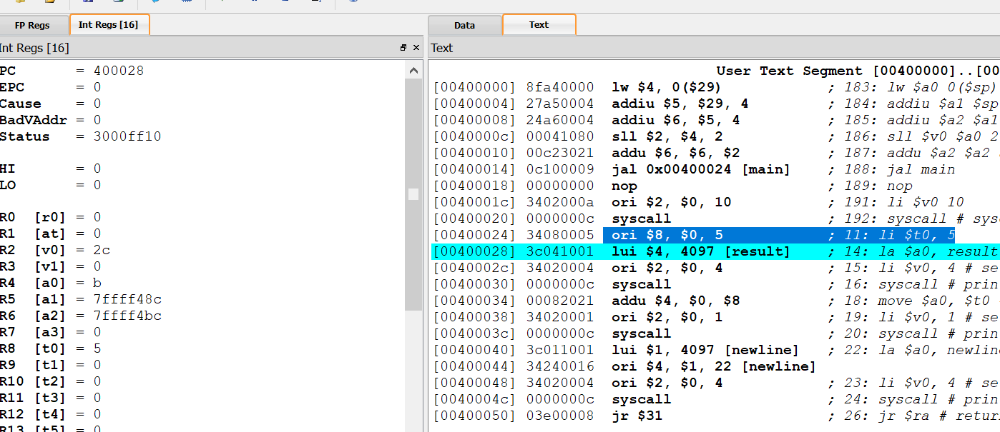 FP Regs
Int Regs [16]
Data
Text
Int Regs [16]
Text
PC = 400028
EPC = 0
Cause = 0
BadVAddr = 0
Status = 3000ff10
HI = 0
LO = 0
R0 [r0] = 0
R1 [at] = 0
R2 [v0] = 2c
R3 [v1] = 0
R4 [a0] = b
R5 [a1] = 7ffff48c
R6 [a2] = 7ffff4bc
R7 [a3] = 0
R8 [t0] = 5
R9 [t1] = 0
R10 [t2] = 0
R11 [t3] = 0
R12 [t4] = 0
R13 [t5] = 0
User Text Segment [00400000]..[00
[00400000] 8fa40000 lw $4, 0($29) ; 183: lw $a0 0($sp)
[00400004] 27a50004 addiu $5, $29, 4 ; 184: addiu $a1 $sp
[00400008] 24a60004 addiu $6, $5, 4 ; 185: addiu $a2 $a1
[0040000c] 00041080 sll $2, $4, 2 ; 186: sll $v0 $a0 2
[00400010] 00c23021 addu $6, $6, $2 ; 187: addu $a2 $a2
[00400014] 0c100009 jal 0x00400024 [main] ; 188: jal main
[00400018] 00000000 nop ; 189: nop
[0040001c] 3402000a ori $2, $0, 10 ; 191: li $v0 10
[00400020] 0000000c syscall ; 192: syscall # sys
[00400024] 34080005 ori $8, $0, 5 ; 11: li $t0, 5
[00400028] 3c041001 lui $4, 4097 [result] ; 14: la $a0, result
[0040002c] 34020004 ori $2, $0, 4 ; 15: li $v0, 4 # se
[00400030] 0000000c syscall ; 16: syscall # prin
[00400034] 00082021 addu $4, $0, $8 ; 18: move $a0, $t0
[00400038] 34020001 ori $2, $0, 1 ; 19: li $v0, 1 # se
[0040003c] 0000000c syscall ; 20: syscall # prin
[00400040] 3c011001 lui $1, 4097 [newline] ; 22: la $a0, newline
[00400044] 34240016 ori $4, $1, 22 [newline]
[00400048] 34020004 ori $2, $0, 4 ; 23: li $v0, 4 # se
[0040004c] 0000000c syscall ; 24: syscall # prin
[00400050] 03e00008 jr $31 ; 26: jr $ra # retur